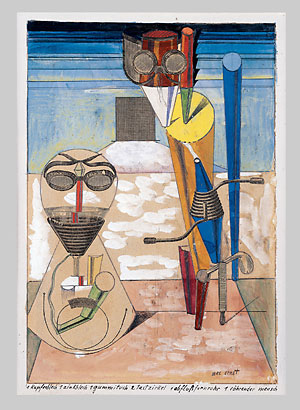 max ernst
1 kupferblech 1 zinkblech 1 gummituch 2 tastzirkel 1 abflußfernrohr 1 röhrender mensch